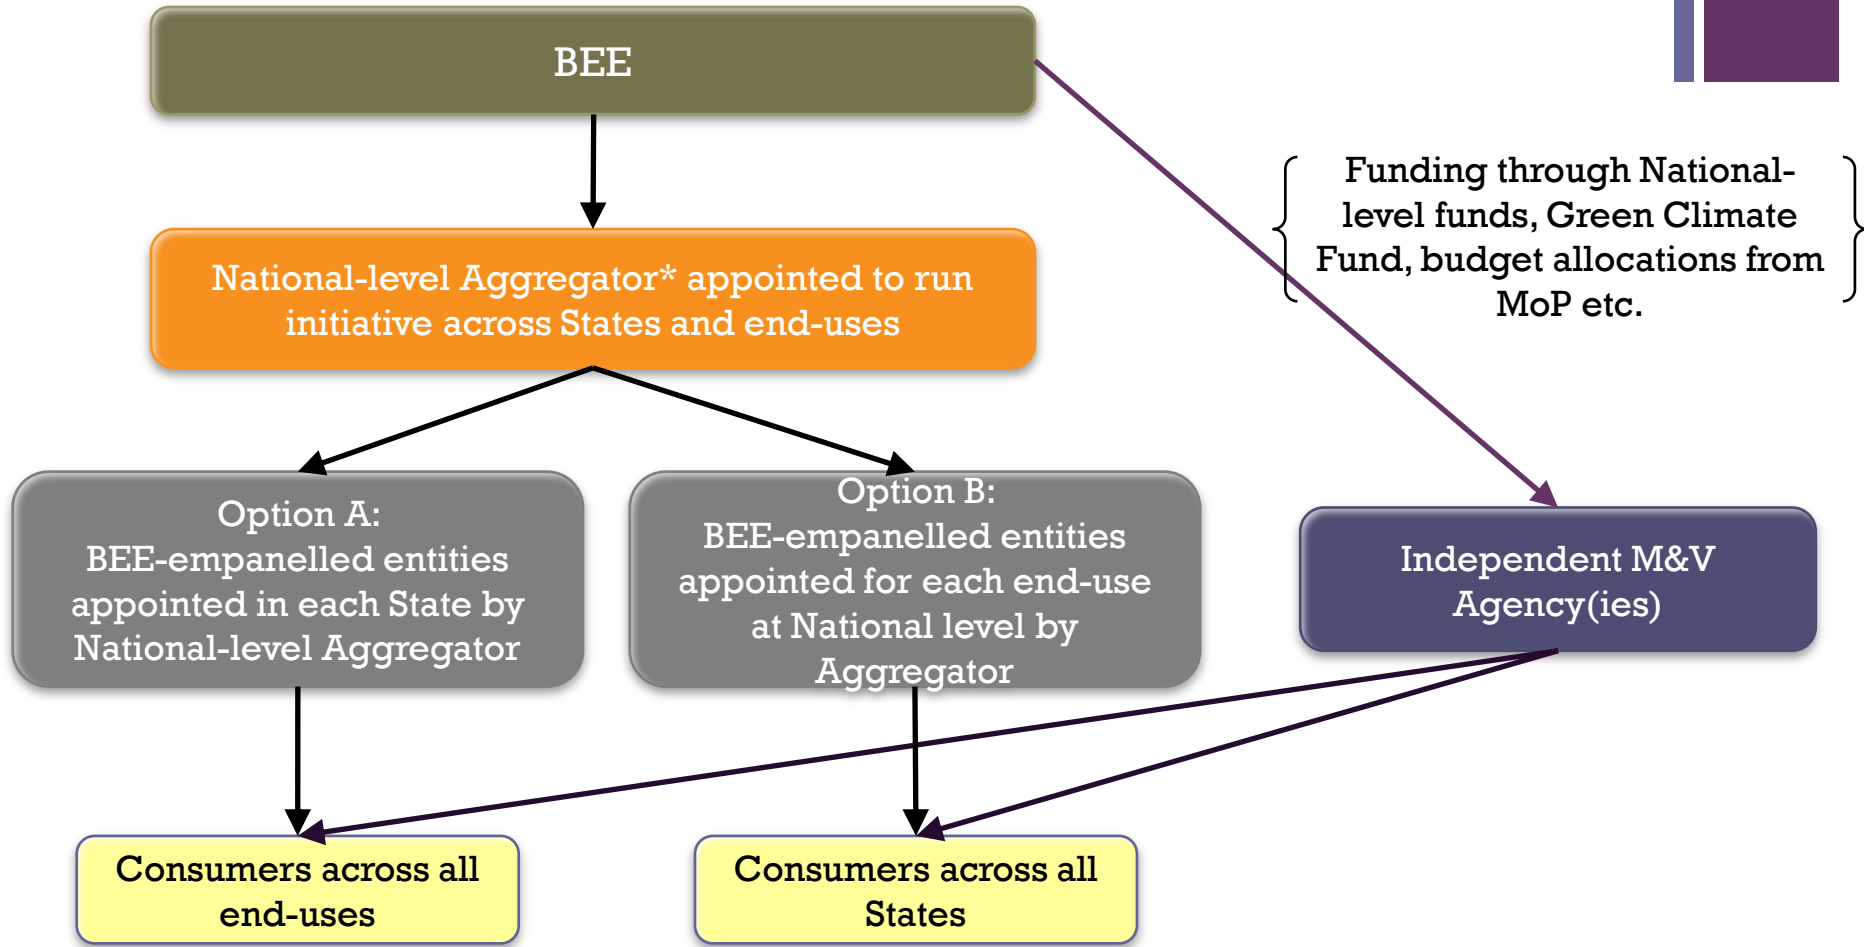 BEE
Funding through National-
level funds, Green Climate
Fund, budget allocations from
MoP etc.
National-level Aggregator* appointed to run
initiative across States and end-uses
Option A:
BEE-empanelled entities
appointed in each State by
National-level Aggregator
Option B:
BEE-empanelled entities
appointed for each end-use
at National level by
Aggregator
Independent M&V
Agency(ies)
Consumers across all
end-uses
Consumers across all
States